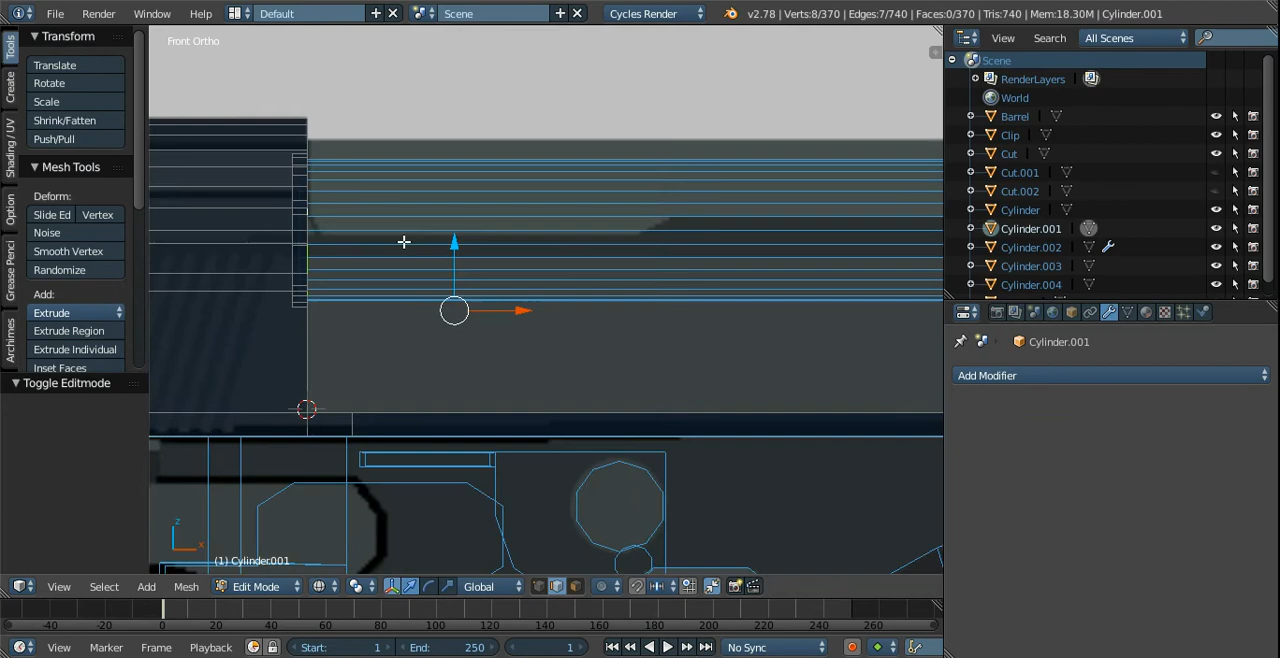 File Render Window Help Default Scene Cycles Render v2.78 | Verts:8/370 | Edges:7/740 | Faces:0/370 | Tris:740 | Mem:18.30M | Cylinder.001
Tools
Create
Shading / UV
Option
Grease Penci
Archimes
Transform
Translate
Rotate
Scale
Shrink/Fatten
Push/Pull
Mesh Tools
Deform:
Slide Ed Vertex
Noise
Smooth Vertex
Randomize
Add:
Extrude
Extrude Region
Extrude Individual
Inset Faces
Toggle Editmode
Front Ortho
z
x
(1) Cylinder.001
View Select Add Mesh Edit Mode Global
-40 -20 0 20 40 60 80 100 120 140 160 180 200 220 240 260
View Marker Frame Playback Start: 1 End: 250 1 No Sync
View Search All Scenes
Scene
RenderLayers
World
Barrel
Clip
Cut
Cut.001
Cut.002
Cylinder
Cylinder.001
Cylinder.002
Cylinder.003
Cylinder.004
Cylinder.001
Add Modifier